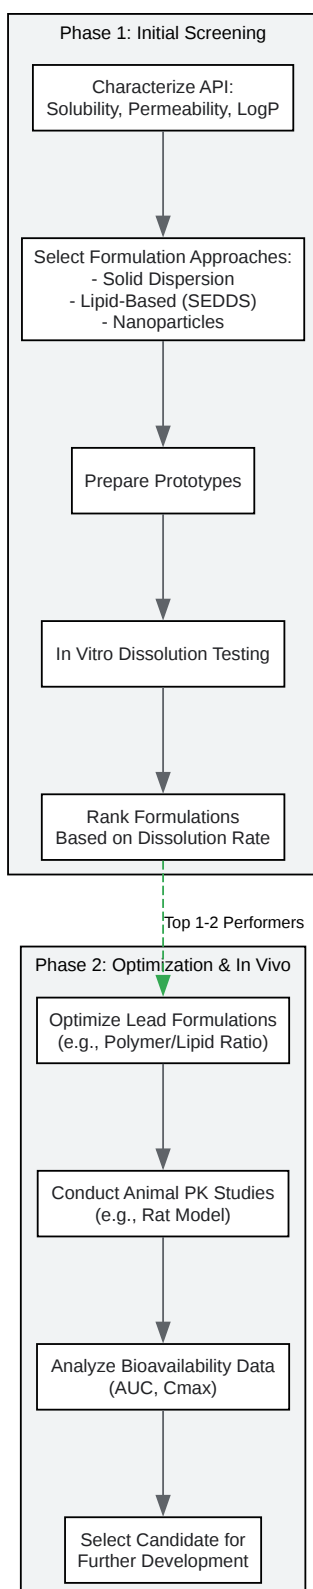 Phase 1: Initial Screening
Characterize API:
Solubility, Permeability, LogP
Select Formulation Approaches:
- Solid Dispersion
- Lipid-Based (SEDDS)
- Nanoparticles
Prepare Prototypes
In Vitro Dissolution Testing
Rank Formulations
Based on Dissolution Rate
Top 1-2 Performers
Phase 2: Optimization & In Vivo
Optimize Lead Formulations
(e.g., Polymer/Lipid Ratio)
Conduct Animal PK Studies
(e.g., Rat Model)
Analyze Bioavailability Data
(AUC, Cmax)
Select Candidate for
Further Development